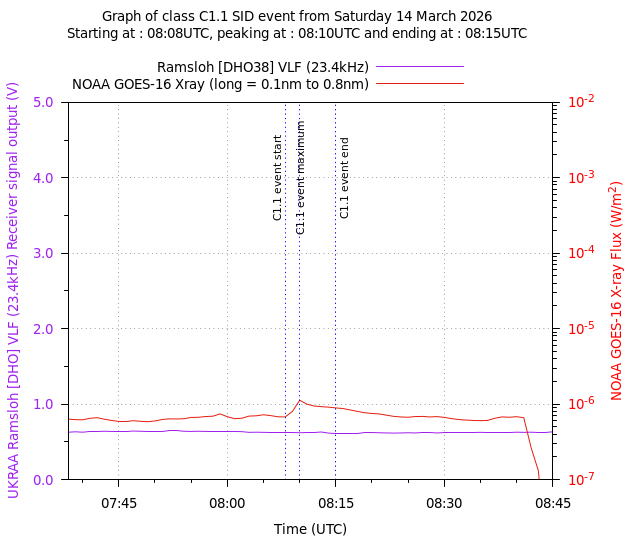 Graph of class C1.1 SID event from Saturday 14 March 2026
Starting at : 08:08UTC, peaking at : 08:10UTC and ending at : 08:15UTC
Ramsloh [DHO38] VLF (23.4kHz)
NOAA GOES-16 Xray (long = 0.1nm to 0.8nm)
UKRAA Ramsloh [DHO] VLF (23.4kHz) Receiver signal output (V)
5.0
4.0
3.0
2.0
1.0
0.0
C1.1 event start
C1.1 event maximum
C1.1 event end
10-2
10-3
10-4
10-5
10-6
10-7
NOAA GOES-16 X-ray Flux (W/m2)
07:45 08:00 08:15 08:30 08:45
Time (UTC)